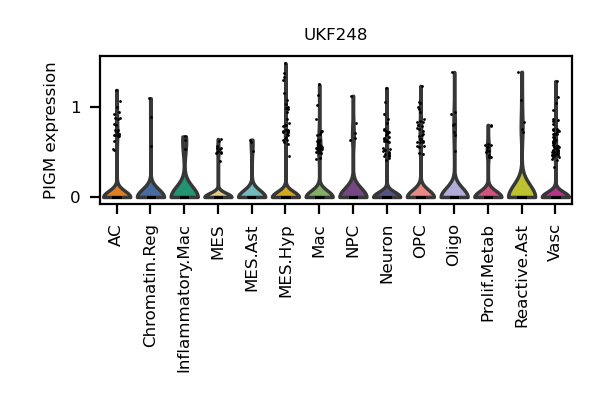 UKF248
PIGM expression
1
0
AC
Chromatin.Reg
Inflammatory.Mac
MES
MES.Ast
MES.Hyp
Mac
NPC
Neuron
OPC
Oligo
Prolif.Metab
Reactive.Ast
Vasc